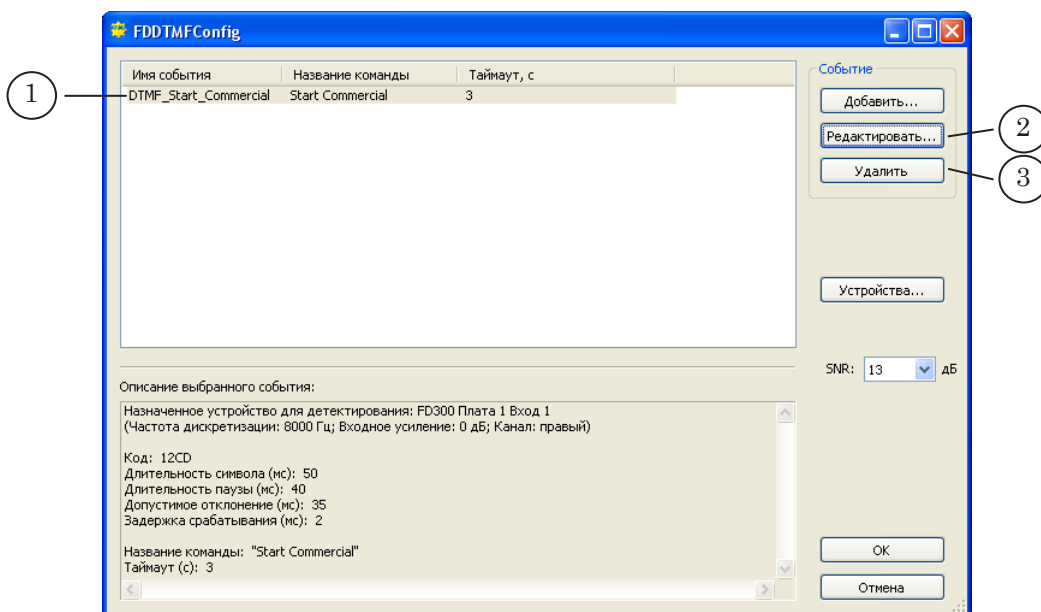 FDDTMFConfig
Имя события Название команды Таймаут, с
DTMF_Start_Commercial Start Commercial 3
1
Событие
Добавить...
Редактировать...
2
Удалить
3
Устройства...
SNR: 13 дБ
Описание выбранного события:
Назначенное устройство для детектирования: FD300 Плата 1 Вход 1
(Частота дискретизации: 8000 Гц; Входное усиление: 0 дБ; Канал: правый)
Код: 12CD
Длительность символа (мс): 50
Длительность паузы (мс): 40
Допустимое отклонение (мс): 35
Задержка срабатывания (мс): 2
Название команды: "Start Commercial"
Таймаут (с): 3
OK
Отмена